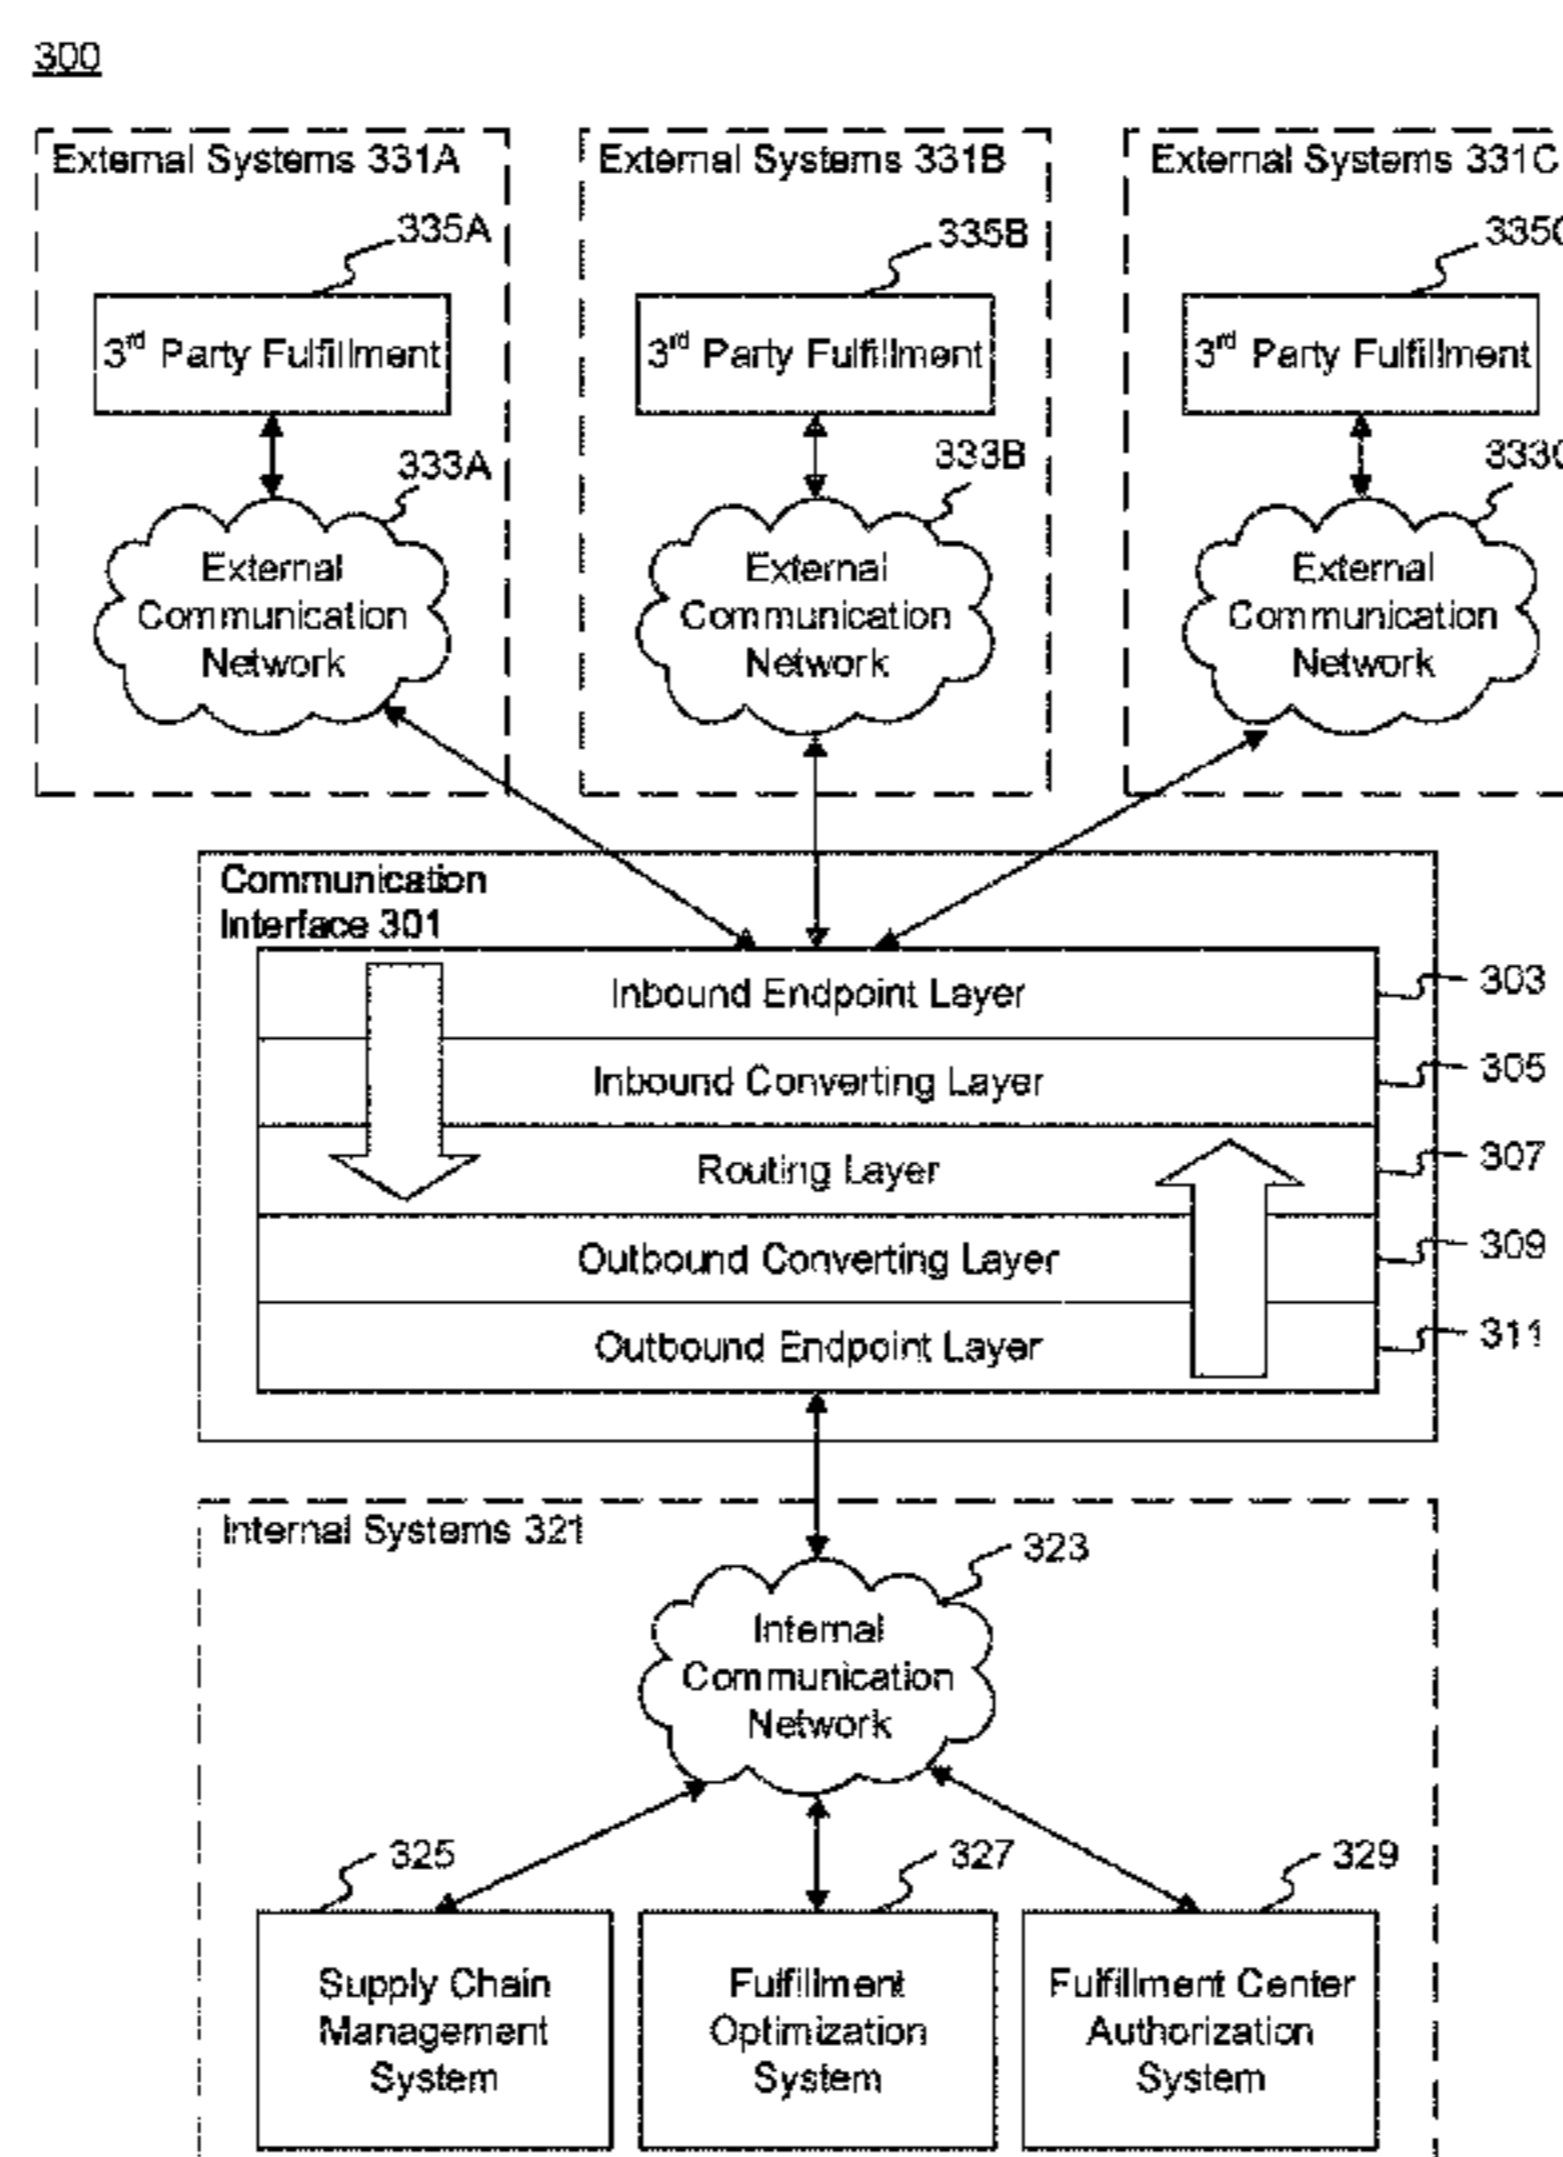 300
External Systems 331A
External Systems 331B
External Systems 331C
335A
335B
335C
3rd Party Fulfillment
3rd Party Fulfillment
3rd Party Fulfillment
333A
333B
333C
External
Communication
Network
External
Communication
Network
External
Communication
Network
Communication
Interface 301
Inbound Endpoint Layer
303
Inbound Converting Layer
305
Routing Layer
307
Outbound Converting Layer
309
Outbound Endpoint Layer
311
Internal Systems 321
323
Internal
Communication
Network
325
327
329
Supply Chain
Management
System
Fulfillment
Optimization
System
Fulfillment Center
Authorization
System